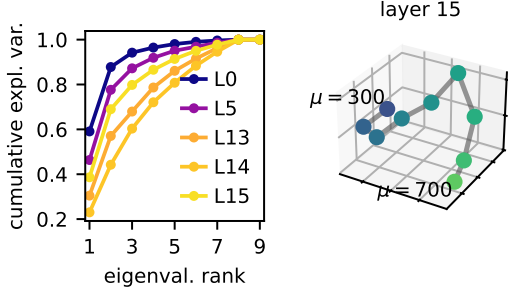 cumulative expl. var.
1.0
0.8
0.6
0.4
0.2
1
3
5
7
9
eigenval. rank
L0
L5
L13
L14
L15
layer 15
μ = 300
μ = 700